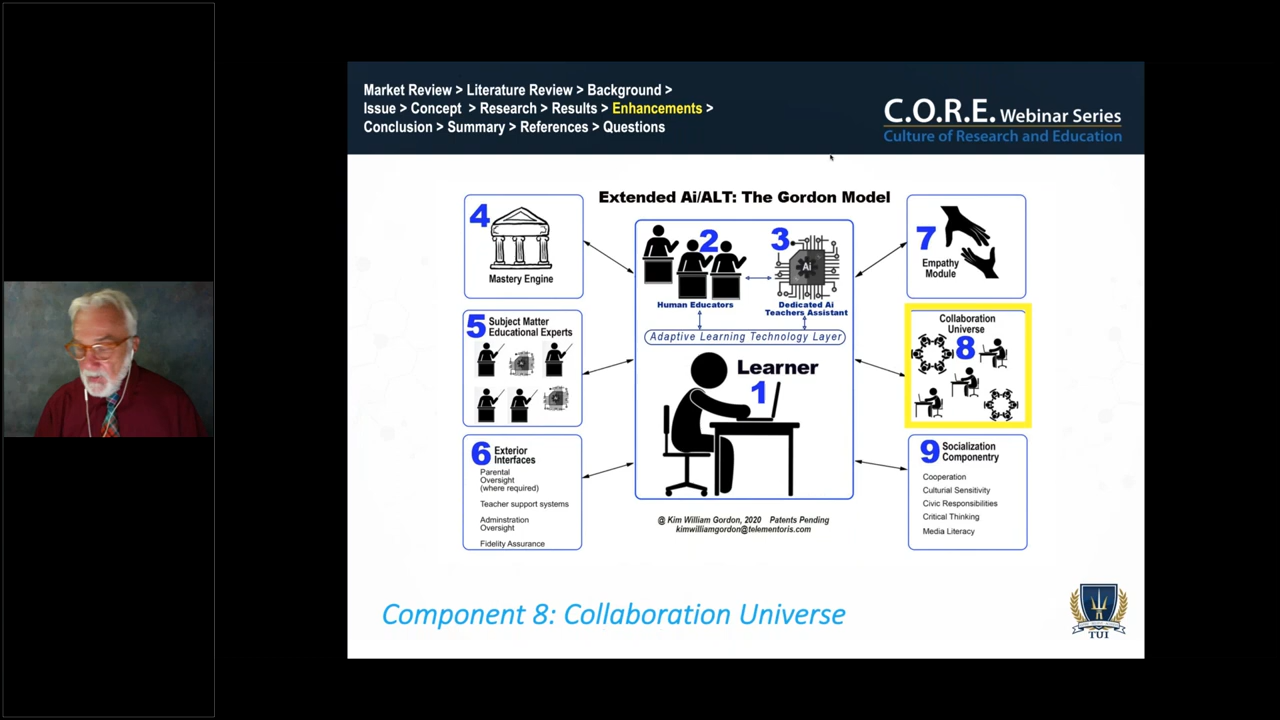 Market Review > Literature Review > Background >
Issue > Concept > Research > Results > Enhancements >
Conclusion > Summary > References > Questions
C.O.R.E. Webinar Series
Culture of Research and Education
Extended Ai/ALT: The Gordon Model
4
Mastery Engine
5 Subject Matter
Educational Experts
6 Exterior
Interfaces
Parental
Oversight
(where required)
Teacher support systems
Adminstration
Oversight
Fidelity Assurance
2
Human Educators
3
Ai
Dedicated Ai
Teachers Assistant
Adaptive Learning Technology Layer
Learner
1
@ Kim William Gordon, 2020 Patents Pending
kimwilliamgordon@telementoris.com
7
Empathy
Module
Collaboration
Universe
8
9 Socialization
Componentry
Cooperation
Culturial Sensitivity
Civic Responsibilities
Critical Thinking
Media Literacy
Component 8: Collaboration Universe
TUI